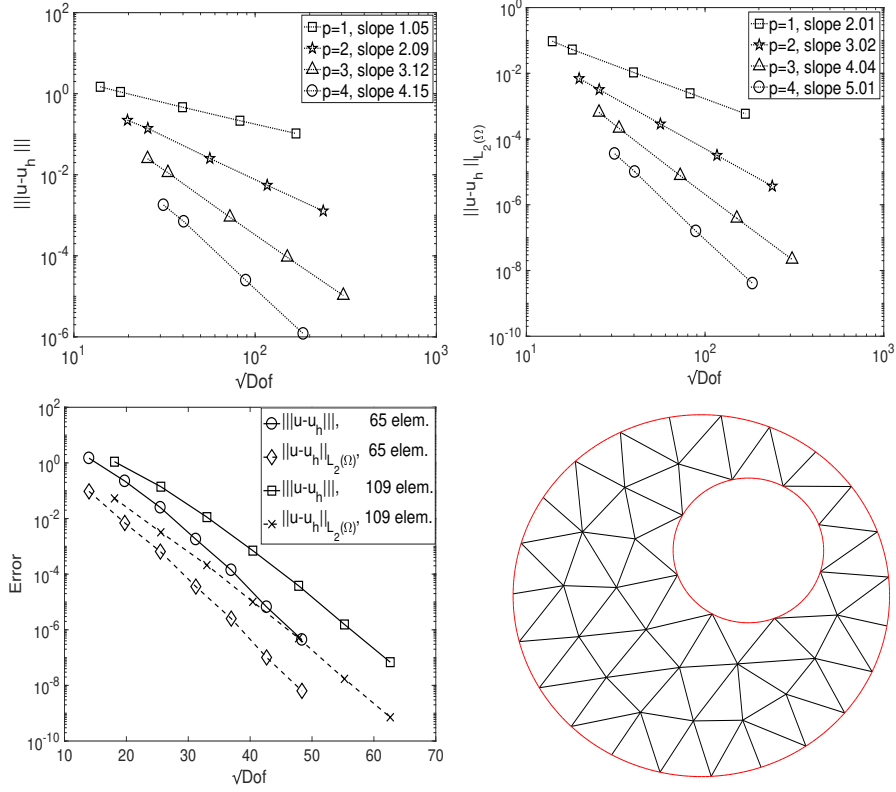 p=1, slope 1.05
p=2, slope 2.09
p=3, slope 3.12
p=4, slope 4.15
10^2
10^0
10^-2
10^-4
10^-6
|||u-u_h|||
10^1
10^2
10^3
√Dof
p=1, slope 2.01
p=2, slope 3.02
p=3, slope 4.04
p=4, slope 5.01
10^0
10^-2
10^-4
10^-6
10^-8
10^-10
||u-u_h||_{L_2(Ω)}
10^1
10^2
10^3
√Dof
|||u-u_h|||, 65 elem.
||u-u_h||_{L_2(Ω)}, 65 elem.
|||u-u_h|||, 109 elem.
||u-u_h||_{L_2(Ω)}, 109 elem.
10^2
10^0
10^-2
10^-4
10^-6
10^-8
10^-10
Error
10
20
30
40
50
60
70
√Dof